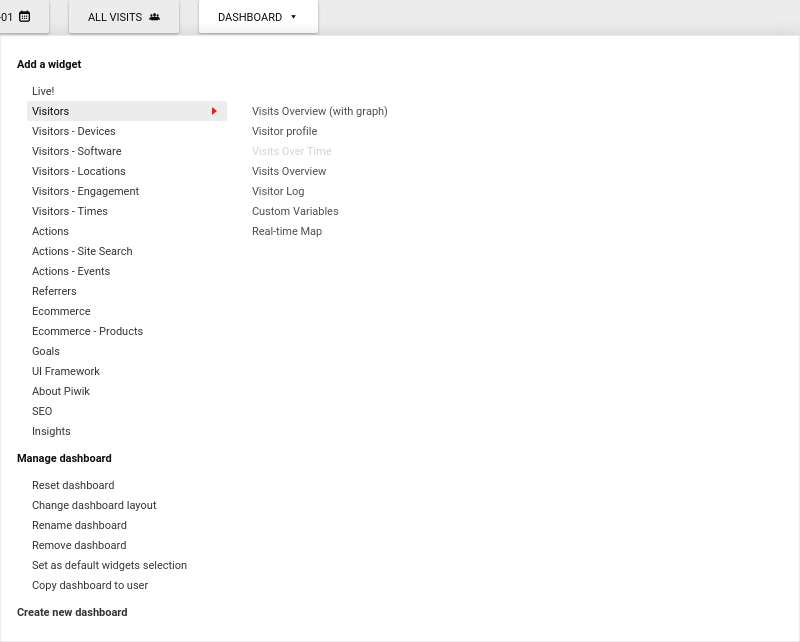 -01
ALL VISITS
DASHBOARD
Add a widget
Live!
Visitors
Visitors - Devices
Visitors - Software
Visitors - Locations
Visitors - Engagement
Visitors - Times
Actions
Actions - Site Search
Actions - Events
Referrers
Ecommerce
Ecommerce - Products
Goals
UI Framework
About Piwik
SEO
Insights
Visits Overview (with graph)
Visitor profile
Visits Over Time
Visits Overview
Visitor Log
Custom Variables
Real-time Map
Manage dashboard
Reset dashboard
Change dashboard layout
Rename dashboard
Remove dashboard
Set as default widgets selection
Copy dashboard to user
Create new dashboard